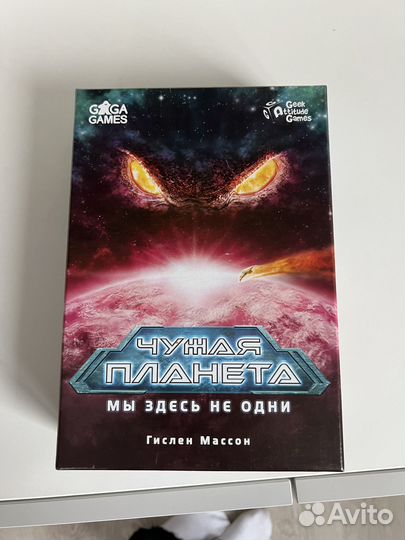 GAGA
GAMES
Geek
Attitude
Games
ЧУЖАЯ
ПЛАНЕТА
МЫ ЗДЕСЬ НЕ ОДНИ
Гислен Массон
Avito